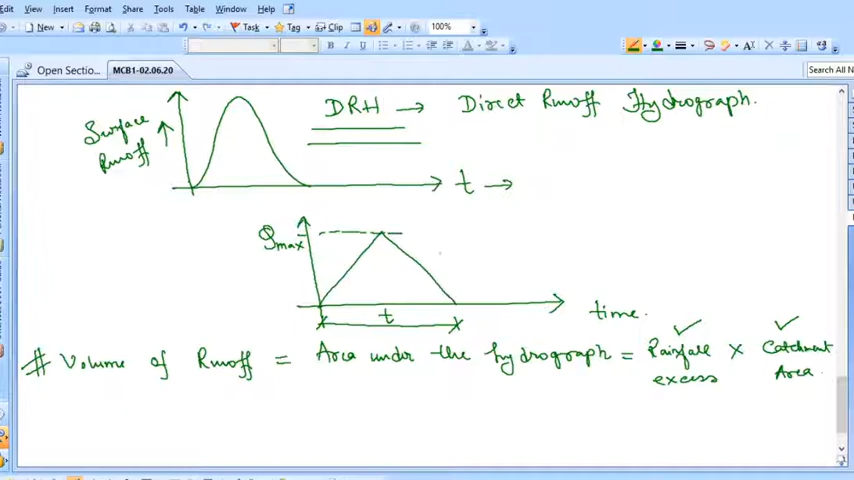 Edit View Insert Format Share Tools Table Window Help
New Task Tag 100%
Open Sectio... MCB1-02.06.20 Search All N
DRH → Direct Runoff Hydrograph.
Surface
Runoff
t →
Qmax
t
time.
# Volume of Runoff = Area under the hydrograph = Rainfall × Catchment
excess Area.